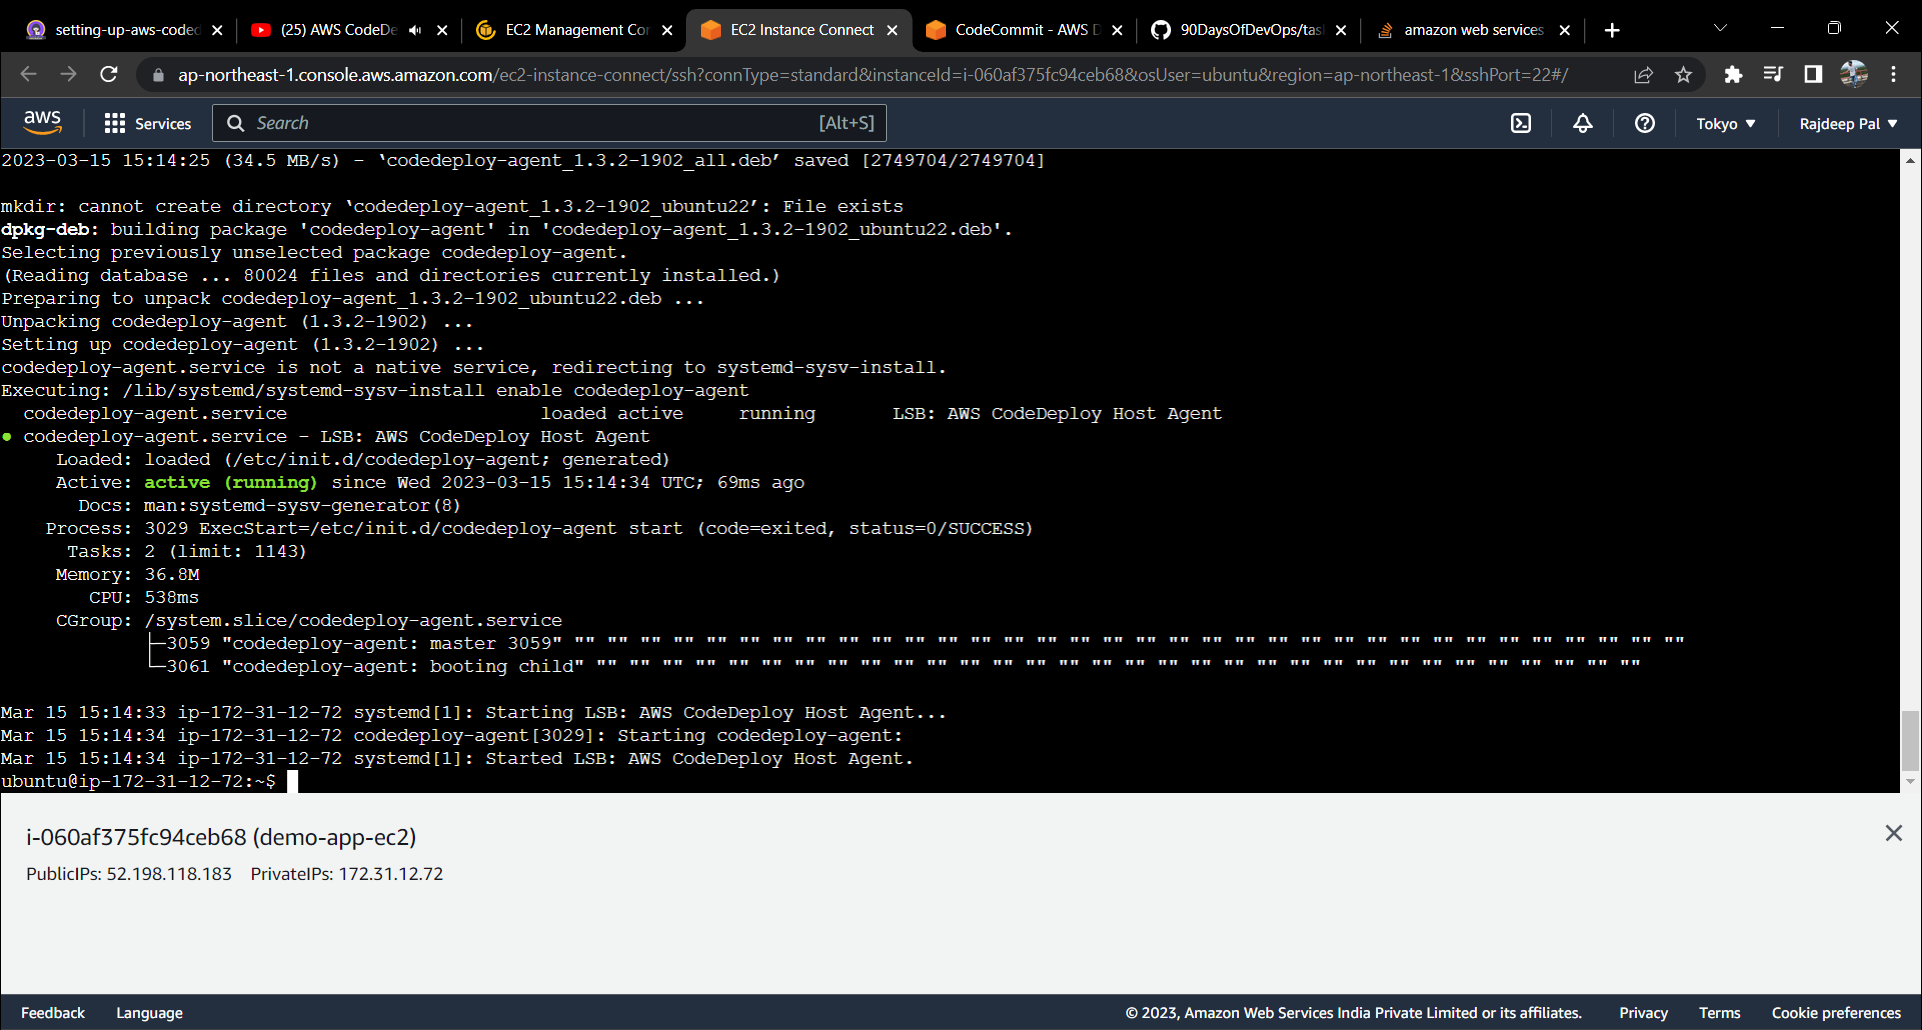 setting-up-aws-coded
(25) AWS CodeDe
EC2 Management Cor
EC2 Instance Connect
CodeCommit - AWS D
90DaysOfDevOps/tas
amazon web services
ap-northeast-1.console.aws.amazon.com/ec2-instance-connect/ssh?connType=standard&instanceId=i-060af375fc94ceb68&osUser=ubuntu&region=ap-northeast-1&sshPort=22#/
aws
Services
Search
[Alt+S]
Tokyo ▼
Rajdeep Pal ▼
2023-03-15 15:14:25 (34.5 MB/s) - ‘codedeploy-agent_1.3.2-1902_all.deb’ saved [2749704/2749704]
mkdir: cannot create directory ‘codedeploy-agent_1.3.2-1902_ubuntu22’: File exists
dpkg-deb: building package 'codedeploy-agent' in 'codedeploy-agent_1.3.2-1902_ubuntu22.deb'.
Selecting previously unselected package codedeploy-agent.
(Reading database ... 80024 files and directories currently installed.)
Preparing to unpack codedeploy-agent_1.3.2-1902_ubuntu22.deb ...
Unpacking codedeploy-agent (1.3.2-1902) ...
Setting up codedeploy-agent (1.3.2-1902) ...
codedeploy-agent.service is not a native service, redirecting to systemd-sysv-install.
Executing: /lib/systemd/systemd-sysv-install enable codedeploy-agent
codedeploy-agent.service loaded active running LSB: AWS CodeDeploy Host Agent
● codedeploy-agent.service - LSB: AWS CodeDeploy Host Agent
Loaded: loaded (/etc/init.d/codedeploy-agent; generated)
Active: active (running) since Wed 2023-03-15 15:14:34 UTC; 69ms ago
Docs: man:systemd-sysv-generator(8)
Process: 3029 ExecStart=/etc/init.d/codedeploy-agent start (code=exited, status=0/SUCCESS)
Tasks: 2 (limit: 1143)
Memory: 36.8M
CPU: 538ms
CGroup: /system.slice/codedeploy-agent.service
├─3059 "codedeploy-agent: master 3059" "" "" "" "" "" "" "" "" "" "" "" "" "" "" "" "" "" "" "" "" "" "" "" "" "" "" "" "" "" "" "" "" "" ""
└─3061 "codedeploy-agent: booting child" "" "" "" "" "" "" "" "" "" "" "" "" "" "" "" "" "" "" "" "" "" "" "" "" "" "" "" "" "" "" "" ""
Mar 15 15:14:33 ip-172-31-12-72 systemd[1]: Starting LSB: AWS CodeDeploy Host Agent...
Mar 15 15:14:34 ip-172-31-12-72 codedeploy-agent[3029]: Starting codedeploy-agent:
Mar 15 15:14:34 ip-172-31-12-72 systemd[1]: Started LSB: AWS CodeDeploy Host Agent.
ubuntu@ip-172-31-12-72:~$
i-060af375fc94ceb68 (demo-app-ec2)
PublicIPs: 52.198.118.183 PrivateIPs: 172.31.12.72
Feedback
Language
© 2023, Amazon Web Services India Private Limited or its affiliates.
Privacy
Terms
Cookie preferences